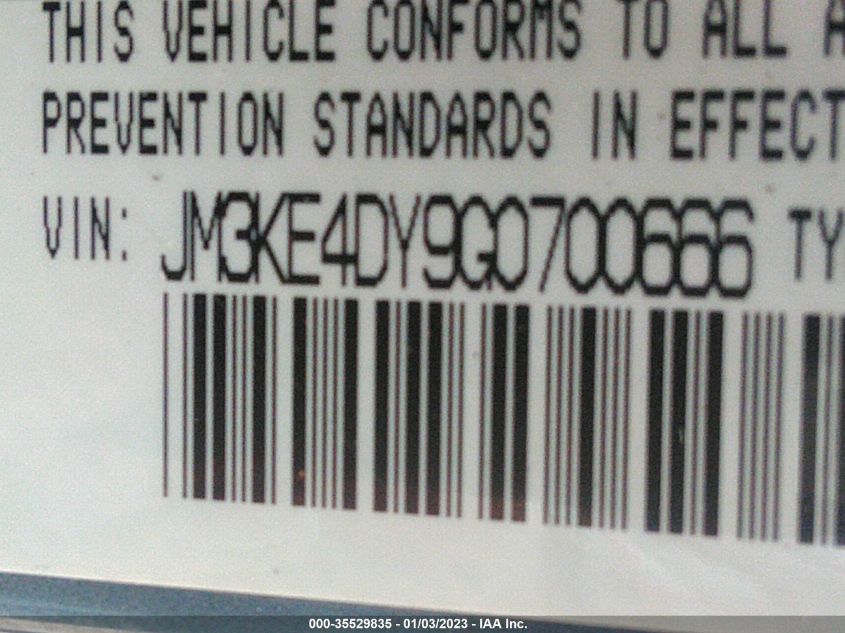 THIS VEHICLE CONFORMS TO ALL A
PREVENTION STANDARDS IN EFFECT
VIN: JM3KE4DY9G0700666 TY
000-35529835 - 01/03/2023 - IAA Inc.